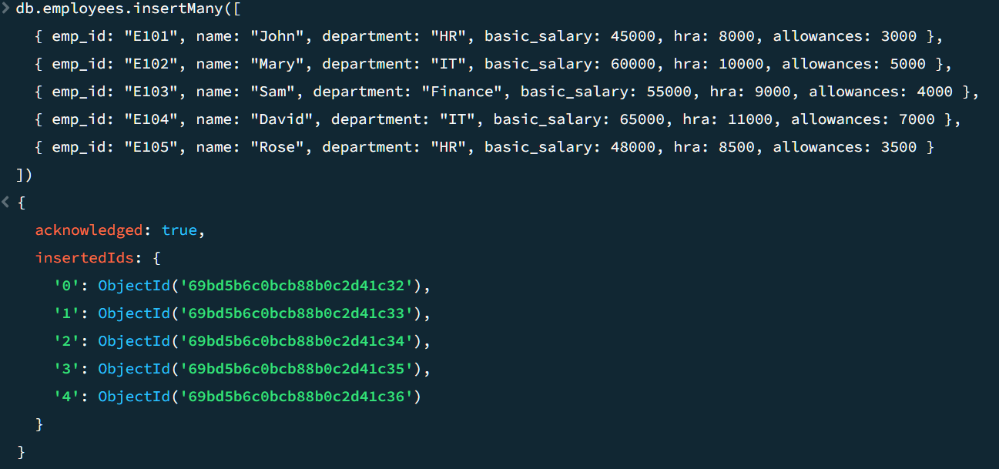 > db.employees.insertMany([
{ emp_id: "E101", name: "John", department: "HR", basic_salary: 45000, hra: 8000, allowances: 3000 },
{ emp_id: "E102", name: "Mary", department: "IT", basic_salary: 60000, hra: 10000, allowances: 5000 },
{ emp_id: "E103", name: "Sam", department: "Finance", basic_salary: 55000, hra: 9000, allowances: 4000 },
{ emp_id: "E104", name: "David", department: "IT", basic_salary: 65000, hra: 11000, allowances: 7000 },
{ emp_id: "E105", name: "Rose", department: "HR", basic_salary: 48000, hra: 8500, allowances: 3500 }
])
< {
acknowledged: true,
insertedIds: {
'0': ObjectId('69bd5b6c0bcb88b0c2d41c32'),
'1': ObjectId('69bd5b6c0bcb88b0c2d41c33'),
'2': ObjectId('69bd5b6c0bcb88b0c2d41c34'),
'3': ObjectId('69bd5b6c0bcb88b0c2d41c35'),
'4': ObjectId('69bd5b6c0bcb88b0c2d41c36')
}
}